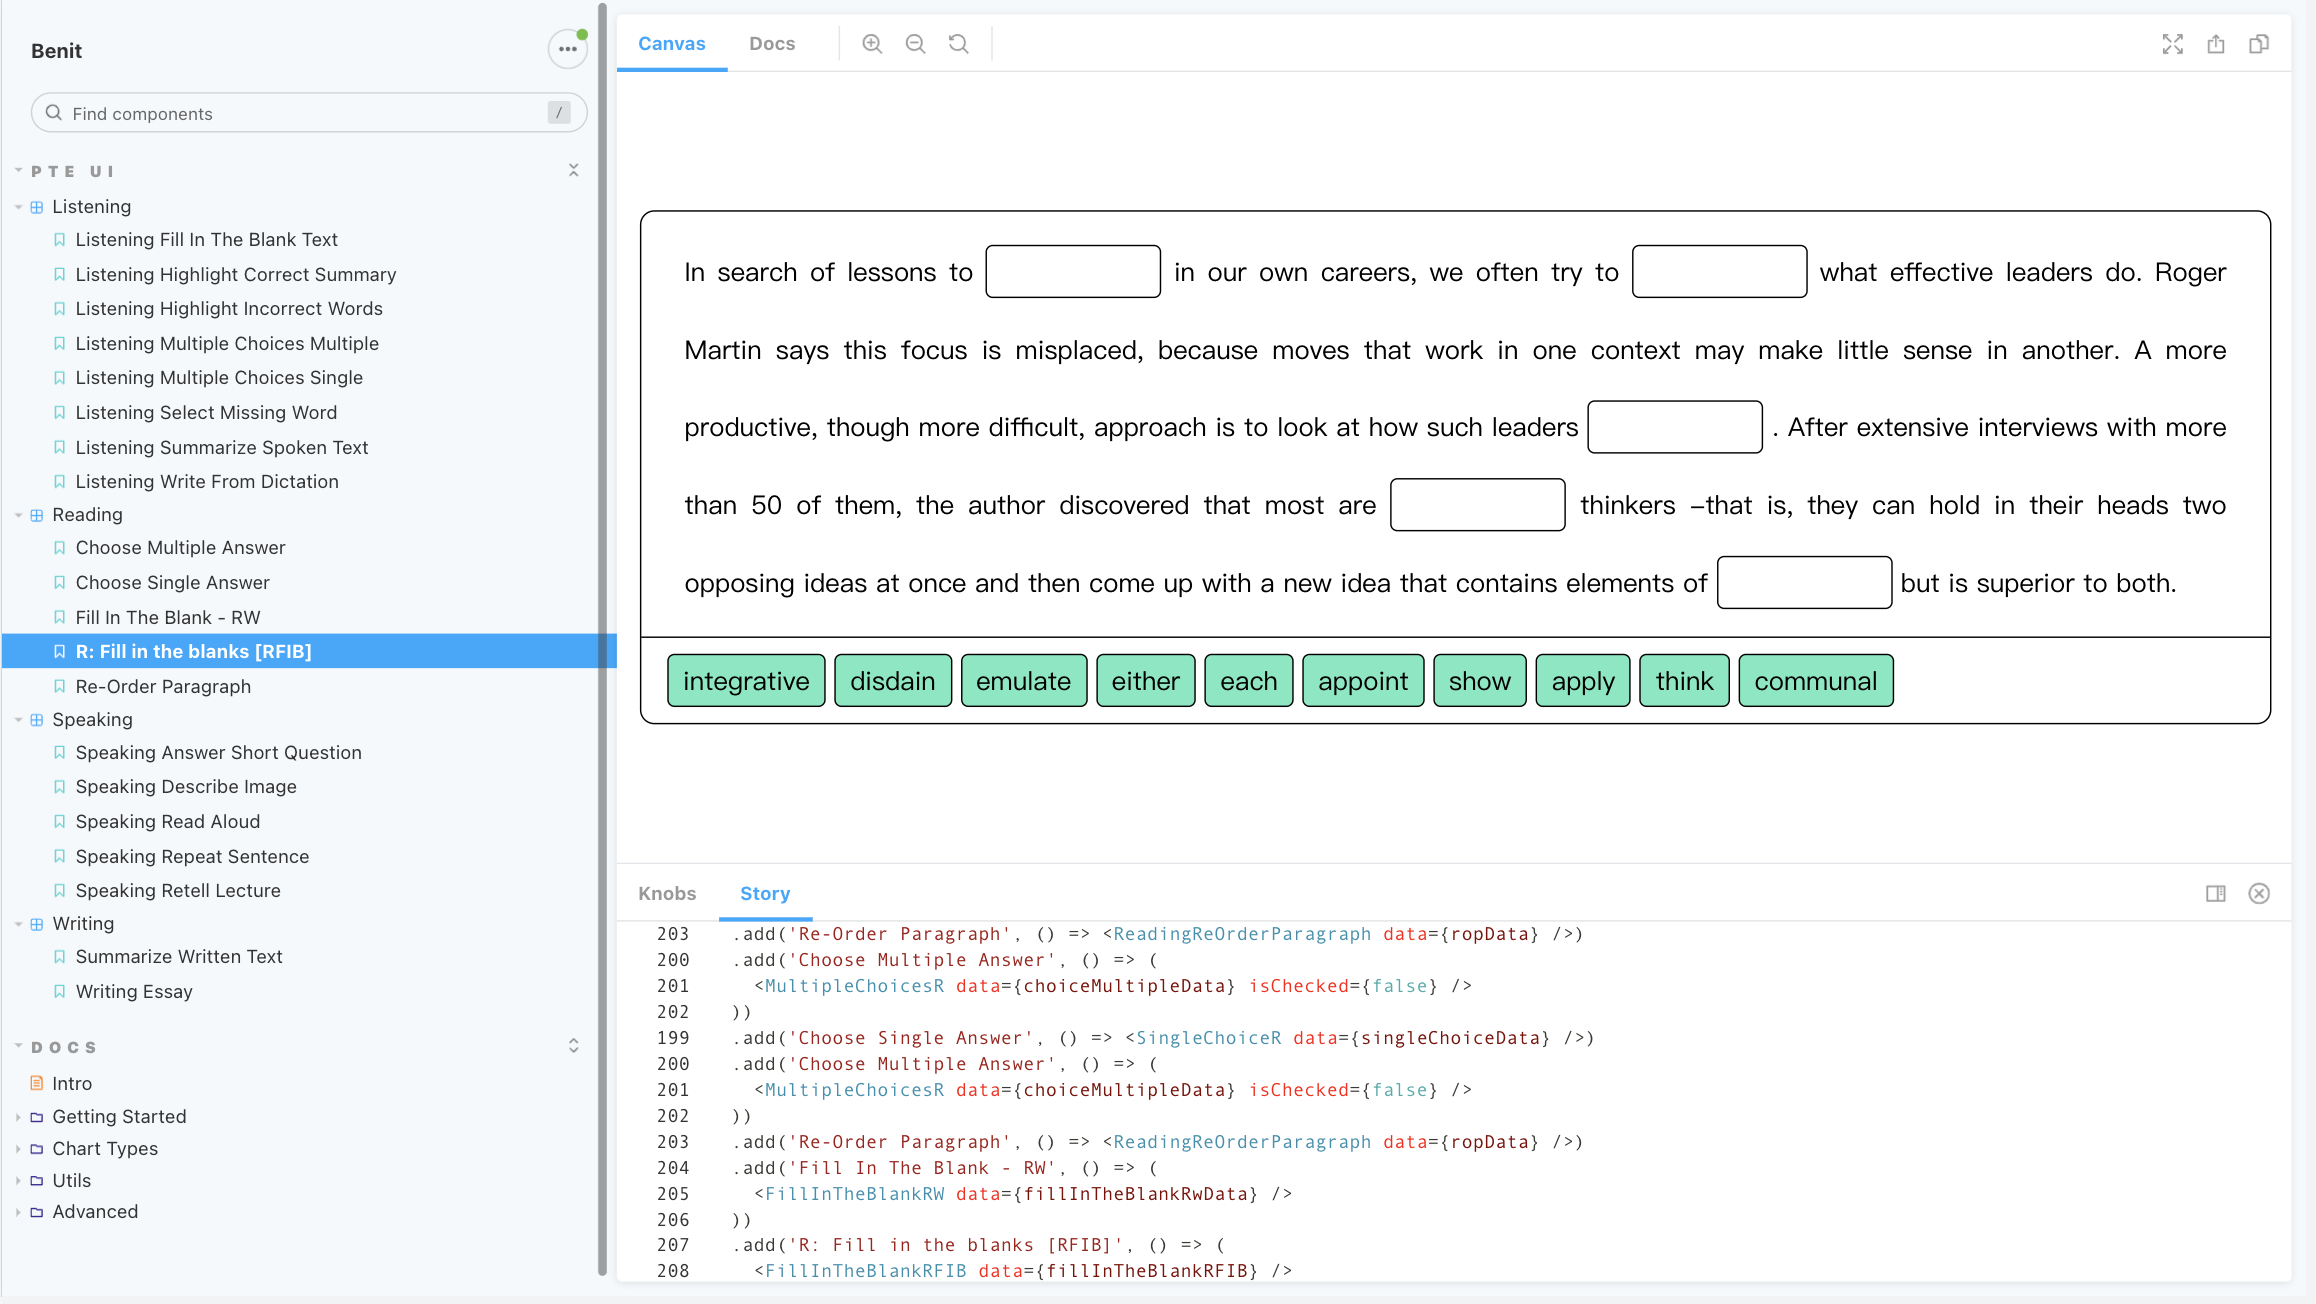 Benit
Find components
/
PTE UI
Listening
Listening Fill In The Blank Text
Listening Highlight Correct Summary
Listening Highlight Incorrect Words
Listening Multiple Choices Multiple
Listening Multiple Choices Single
Listening Select Missing Word
Listening Summarize Spoken Text
Listening Write From Dictation
Reading
Choose Multiple Answer
Choose Single Answer
Fill In The Blank - RW
R: Fill in the blanks [RFIB]
Re-Order Paragraph
Speaking
Speaking Answer Short Question
Speaking Describe Image
Speaking Read Aloud
Speaking Repeat Sentence
Speaking Retell Lecture
Writing
Summarize Written Text
Writing Essay
DOCS
Intro
Getting Started
Chart Types
Utils
Advanced
Canvas Docs
In search of lessons to in our own careers, we often try to what effective leaders do. Roger
Martin says this focus is misplaced, because moves that work in one context may make little sense in another. A more
productive, though more difficult, approach is to look at how such leaders . After extensive interviews with more
than 50 of them, the author discovered that most are thinkers –that is, they can hold in their heads two
opposing ideas at once and then come up with a new idea that contains elements of but is superior to both.
integrative disdain emulate either each appoint show apply think communal
Knobs Story
203 .add('Re-Order Paragraph', () => <ReadingReOrderParagraph data={ropData} />)
200 .add('Choose Multiple Answer', () => (
201 <MultipleChoicesR data={choiceMultipleData} isChecked={false} />
202 ))
199 .add('Choose Single Answer', () => <SingleChoiceR data={singleChoiceData} />)
200 .add('Choose Multiple Answer', () => (
201 <MultipleChoicesR data={choiceMultipleData} isChecked={false} />
202 ))
203 .add('Re-Order Paragraph', () => <ReadingReOrderParagraph data={ropData} />)
204 .add('Fill In The Blank - RW', () => (
205 <FillInTheBlankRW data={fillInTheBlankRwData} />
206 ))
207 .add('R: Fill in the blanks [RFIB]', () => (
208 <FillInTheBlankRFIB data={fillInTheBlankRFIB} />